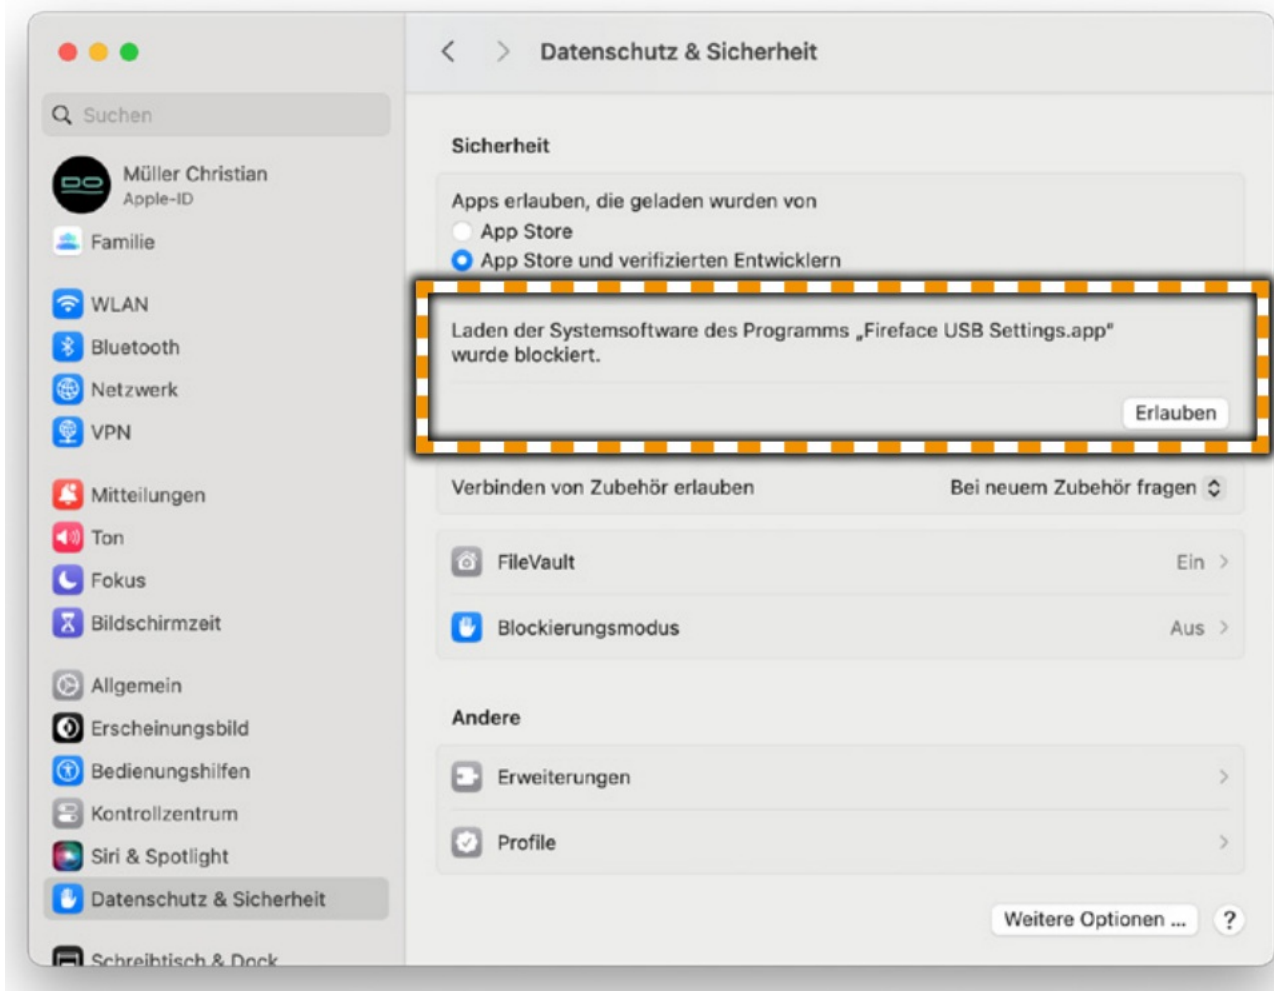 Datenschutz & Sicherheit
Suchen
Müller Christian
Apple-ID
Familie
WLAN
Bluetooth
Netzwerk
VPN
Mitteilungen
Ton
Fokus
Bildschirmzeit
Allgemein
Erscheinungsbild
Bedienungshilfen
Kontrollzentrum
Siri & Spotlight
Datenschutz & Sicherheit
Schreibtisch & Dock
Sicherheit
Apps erlauben, die geladen wurden von
App Store
App Store und verifizierten Entwicklern
Laden der Systemsoftware des Programms „Fireface USB Settings.app“
wurde blockiert.
Erlauben
Verbinden von Zubehör erlauben Bei neuem Zubehör fragen
FileVault Ein
Blockierungsmodus Aus
Andere
Erweiterungen
Profile
Weitere Optionen ... ?